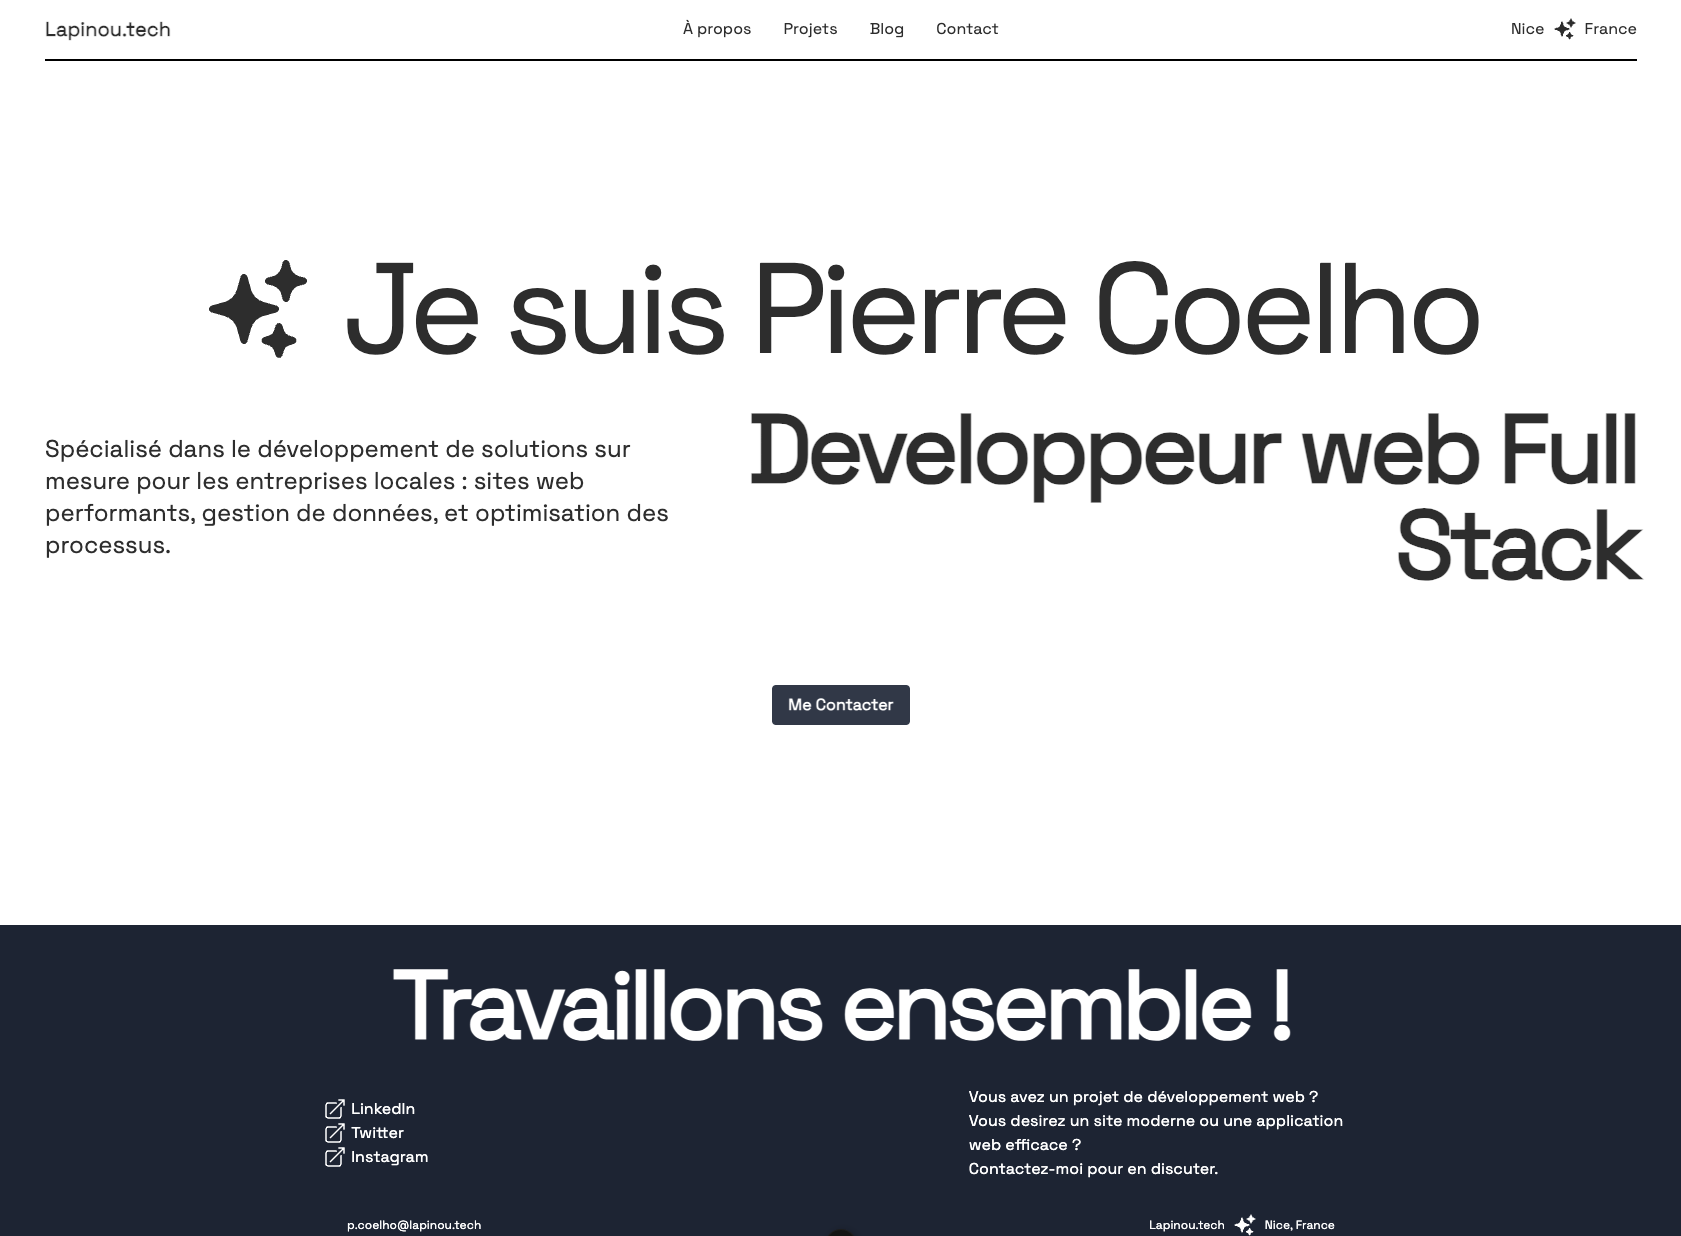 Lapinou.tech
À propos
Projets
Blog
Contact
Nice
France
Je suis Pierre Coelho
Spécialisé dans le développement de solutions sur
mesure pour les entreprises locales : sites web
performants, gestion de données, et optimisation des
processus.
Developpeur web Full
Stack
Me Contacter
Travaillons ensemble !
LinkedIn
Twitter
Instagram
Vous avez un projet de développement web ?
Vous desirez un site moderne ou une application
web efficace ?
Contactez-moi pour en discuter.
p.coelho@lapinou.tech
Lapinou.tech
Nice, France